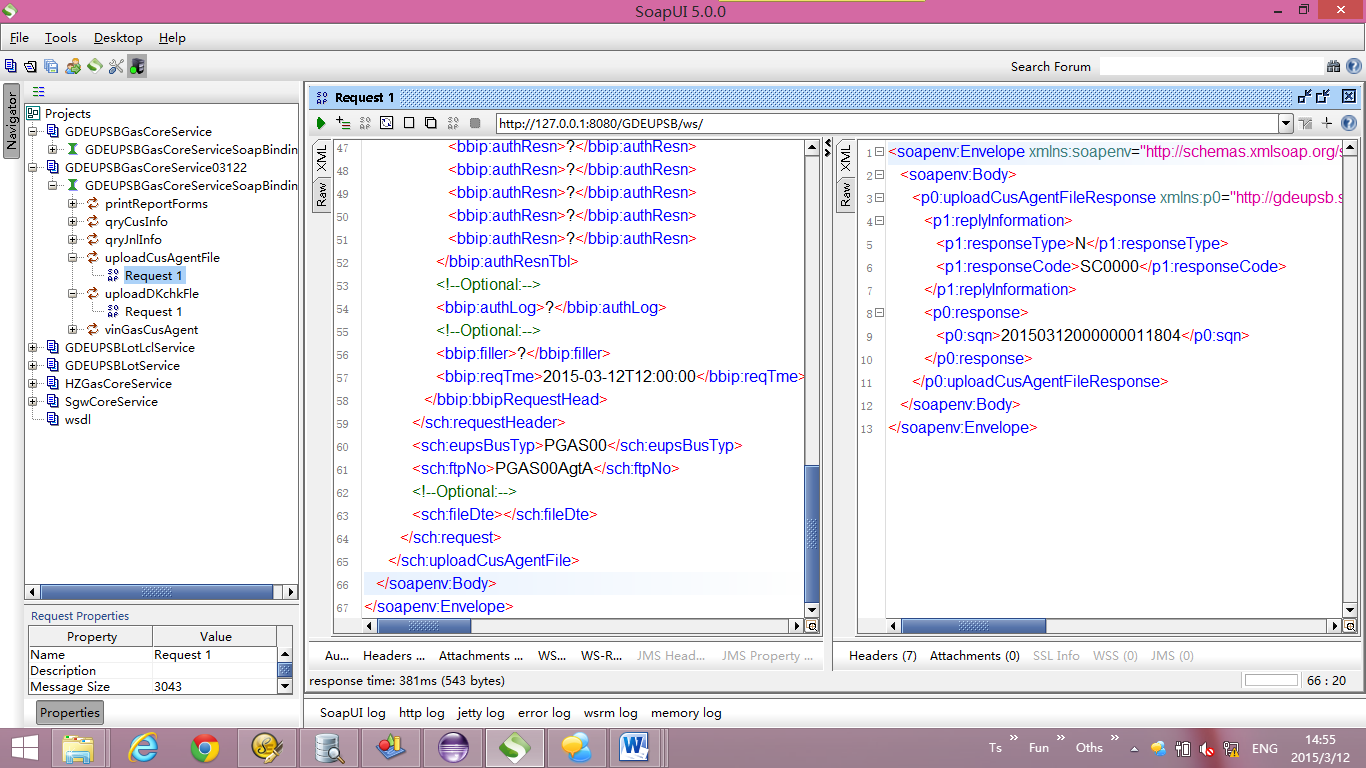 SoapUI 5.0.0
File Tools Desktop Help
Search Forum
Navigator
Projects
GDEUPSBGasCoreService
GDEUPSBGasCoreServiceSoapBindin
GDEUPSBGasCoreService03122
GDEUPSBGasCoreServiceSoapBindin
printReportForms
qryCusInfo
qryJnlInfo
uploadCusAgentFile
Request 1
uploadDKchkFle
Request 1
vinGasCusAgent
GDEUPSBLotLclService
GDEUPSBLotService
HZGasCoreService
SgwCoreService
wsdl
Request Properties
Property Value
Name Request 1
Description
Message Size 3043
Properties
Request 1
http://127.0.0.1:8080/GDEUPSB/ws/
XML
Raw
47 <bbip:authResn>?</bbip:authResn>
48 <bbip:authResn>?</bbip:authResn>
49 <bbip:authResn>?</bbip:authResn>
50 <bbip:authResn>?</bbip:authResn>
51 <bbip:authResn>?</bbip:authResn>
52 </bbip:authResnTbl>
53 <!--Optional:-->
54 <bbip:authLog>?</bbip:authLog>
55 <!--Optional:-->
56 <bbip:filler>?</bbip:filler>
57 <bbip:reqTme>2015-03-12T12:00:00</bbip:reqTme>
58 </bbip:bbipRequestHead>
59 </sch:requestHeader>
60 <sch:eupsBusTyp>PGAS00</sch:eupsBusTyp>
61 <sch:ftpNo>PGAS00AgtA</sch:ftpNo>
62 <!--Optional:-->
63 <sch:fileDte></sch:fileDte>
64 </sch:request>
65 </sch:uploadCusAgentFile>
66 </soapenv:Body>
67 </soapenv:Envelope>
Au... Headers ... Attachments ... WS... WS-R... JMS Head... JMS Property ...
XML
Raw
1 <soapenv:Envelope xmlns:soapenv="http://schemas.xmlsoap.org/s
2 <soapenv:Body>
3 <p0:uploadCusAgentFileResponse xmlns:p0="http://gdeupsb.s
4 <p1:replyInformation>
5 <p1:responseType>N</p1:responseType>
6 <p1:responseCode>SC0000</p1:responseCode>
7 </p1:replyInformation>
8 <p0:response>
9 <p0:sqn>20150312000000011804</p0:sqn>
10 </p0:response>
11 </p0:uploadCusAgentFileResponse>
12 </soapenv:Body>
13 </soapenv:Envelope>
Headers (7) Attachments (0) SSL Info WSS (0) JMS (0)
response time: 381ms (543 bytes)
66 : 20
SoapUI log http log jetty log error log wsrm log memory log
Ts Fun Oths ENG 14:55
2015/3/12